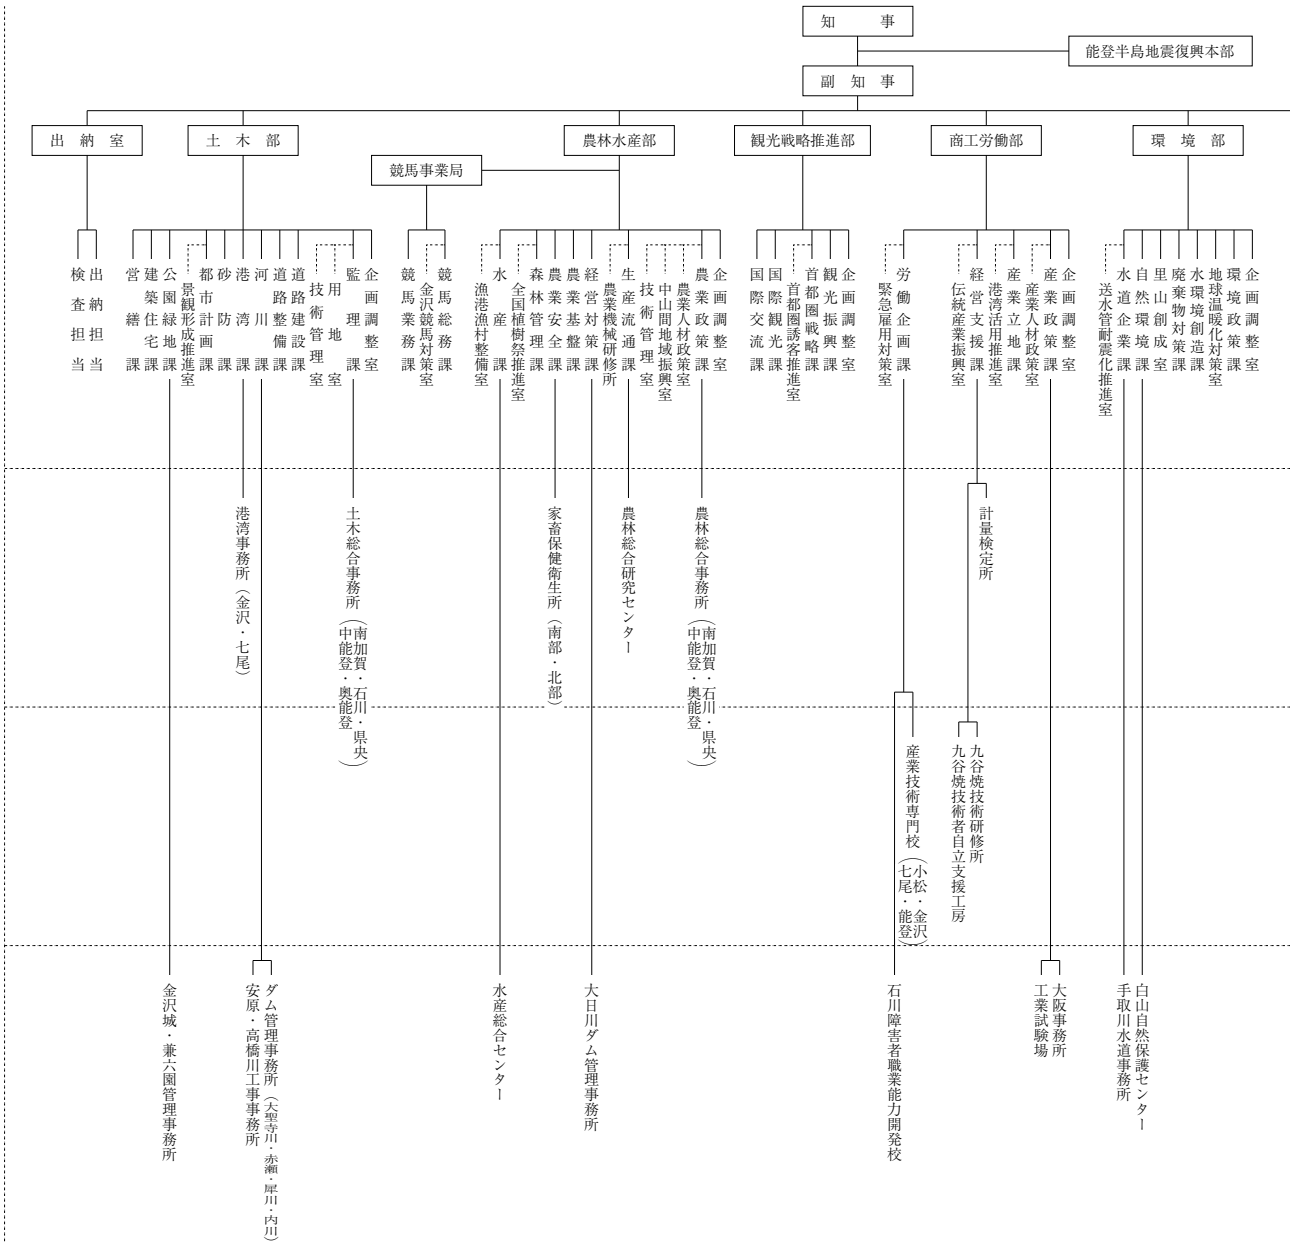 知事
能登半島地震復興本部
副知事
環境部
商工労働部
観光戦略推進部
農林水産部
競馬事業局
土木部
出納室
企画調整室
環境政策課
地球温暖化対策室
水環境創造課
廃棄物対策課
里山創成室
自然環境課
水道企業課
送水管耐震化推進室
企画調整室
産業政策課
産業人材政策室
産業立地課
港湾活用推進室
経営支援課
伝統産業振興室
労働企画課
緊急雇用対策室
企画調整室
観光振興課
首都圏戦略課
首都圏誘客推進室
国際観光課
国際交流課
企画調整室
農業政策課
農業人材政策室
中山間地域振興室
技術管理室
生産流通課
農業機械研修所
経営対策課
農業基盤課
農業安全課
森林管理課
全国植樹祭推進室
水産課
漁港漁村整備室
競馬総務課
金沢競馬対策室
競馬業務課
企画調整室
監理課
用地室
技術管理室
道路建設課
道路整備課
河川課
港湾課
砂防課
都市計画課
景観形成推進室
公園緑地課
建築住宅課
営繕課
出納担当
検査担当
計量検定所
農林総合事務所(南加賀・石川・県央
中能登・奥能登)
農林総合研究センター
家畜保健衛生所(南部・北部)
土木総合事務所(南加賀・石川・県央
中能登・奥能登)
港湾事務所(金沢・七尾)
九谷焼技術研修所
九谷焼技術者自立支援工房
産業技術専門校(小松・金沢
七尾・能登)
白山自然保護センター
手取川水道事務所
大阪事務所
工業試験場
石川障害者職業能力開発校
大日川ダム管理事務所
水産総合センター
ダム管理事務所(大聖寺川・赤瀬・犀川・内川)
安原・高橋川工事事務所
金沢城・兼六園管理事務所